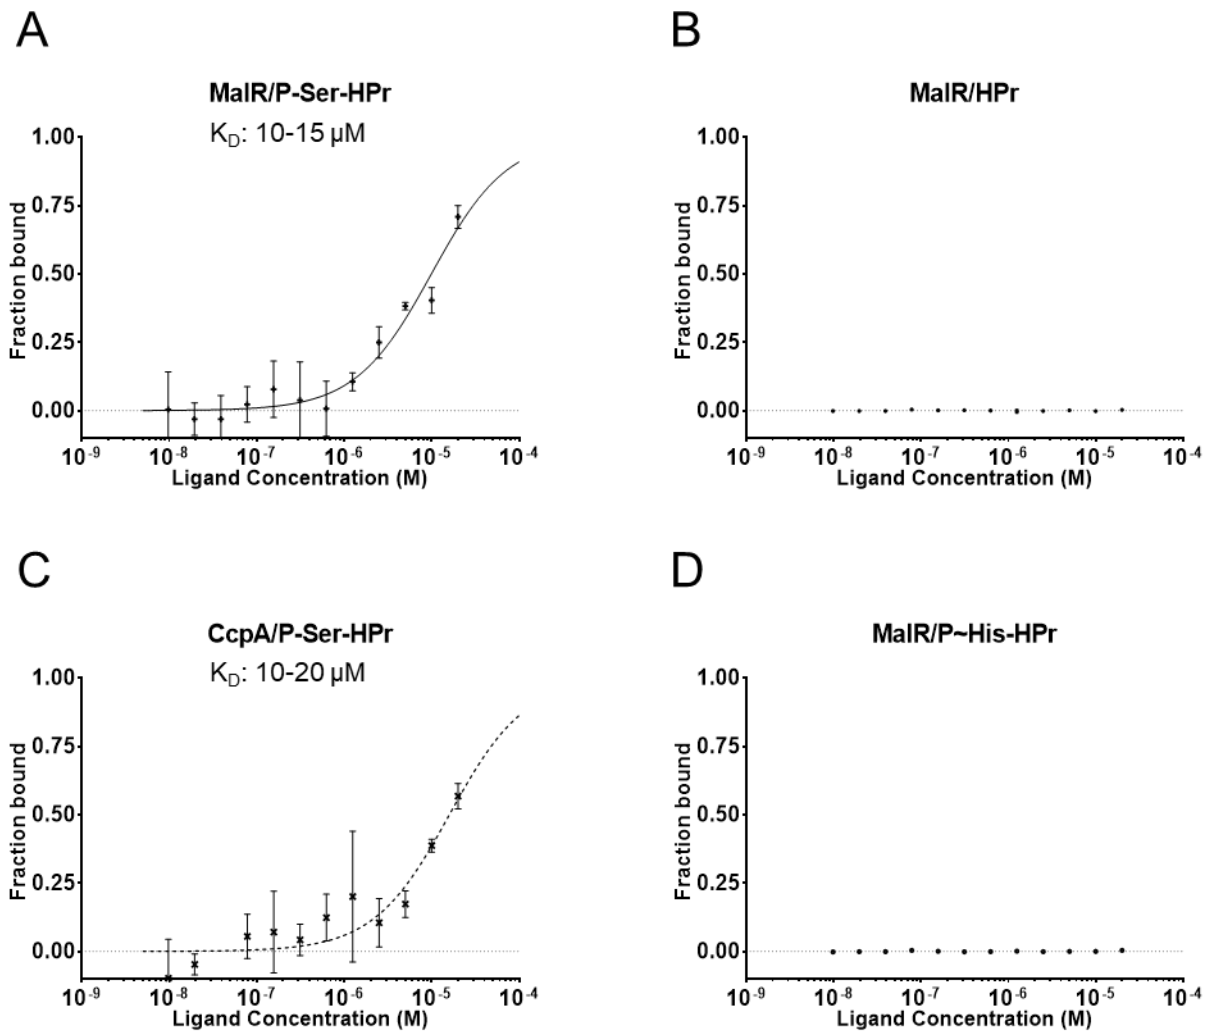 A
MalR/P-Ser-HPr
K_D: 10-15 µM
1.00
0.75
0.50
0.25
0.00
Fraction bound
10^-9 10^-8 10^-7 10^-6 10^-5 10^-4
Ligand Concentration (M)
B
MalR/HPr
1.00
0.75
0.50
0.25
0.00
Fraction bound
10^-9 10^-8 10^-7 10^-6 10^-5 10^-4
Ligand Concentration (M)
C
CcpA/P-Ser-HPr
K_D: 10-20 µM
1.00
0.75
0.50
0.25
0.00
Fraction bound
10^-9 10^-8 10^-7 10^-6 10^-5 10^-4
Ligand Concentration (M)
D
MalR/P~His-HPr
1.00
0.75
0.50
0.25
0.00
Fraction bound
10^-9 10^-8 10^-7 10^-6 10^-5 10^-4
Ligand Concentration (M)